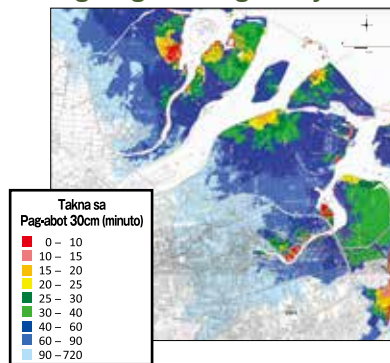 Takna sa
Pag-abot 30cm (minuto)
0 – 10
10 – 15
15 – 20
20 – 25
25 – 30
30 – 40
40 – 60
60 – 90
90 –720